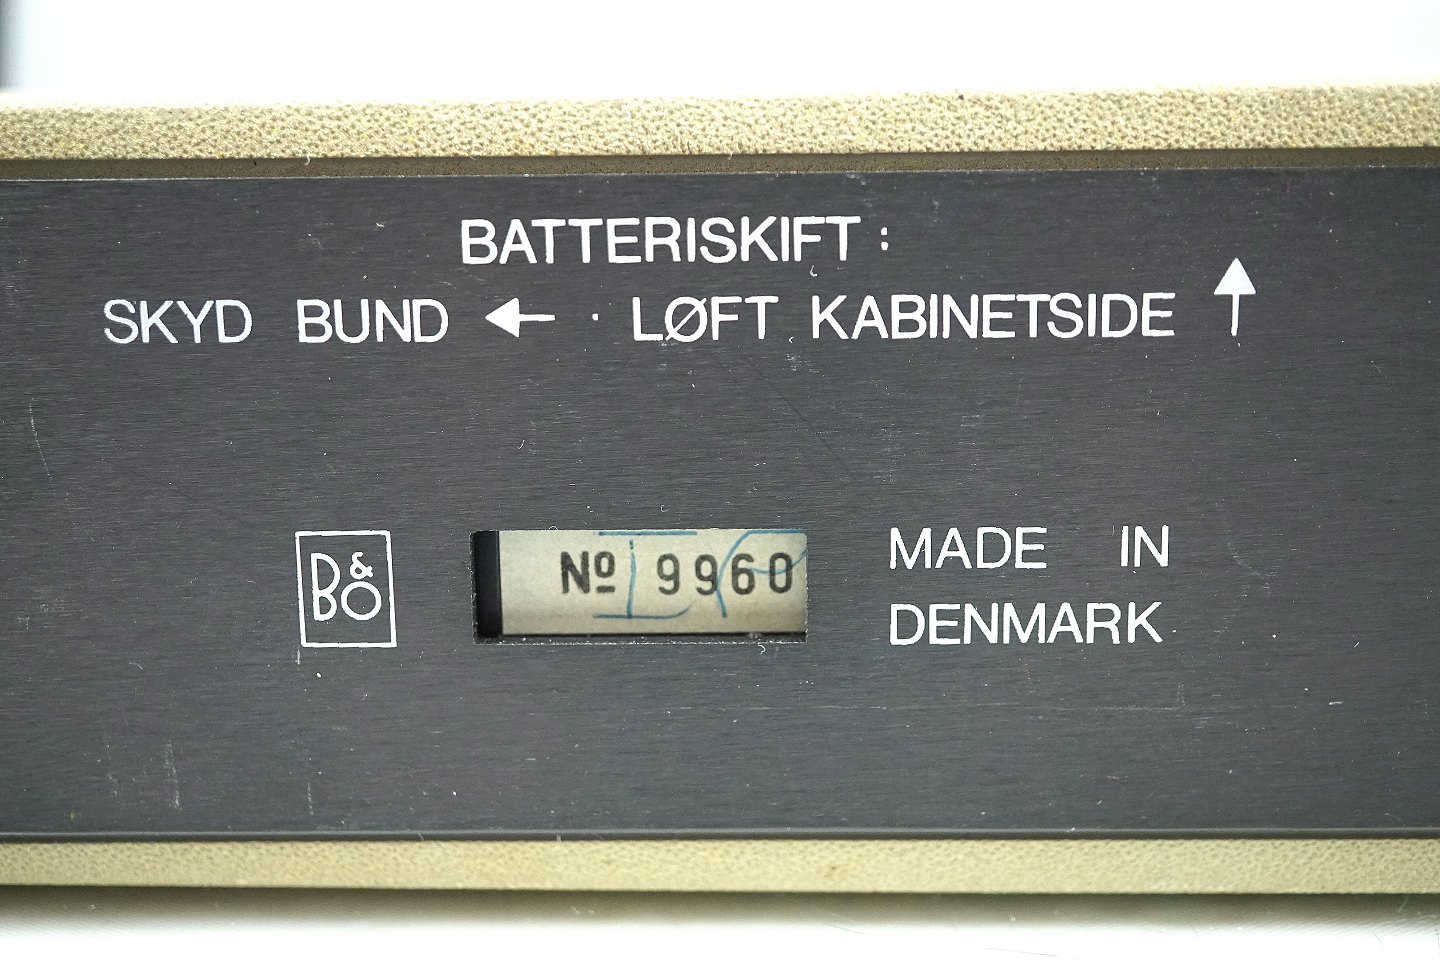 BATTERISKIFT :
SKYD BUND ← · LØFT KABINETSIDE ↑
B&O
Nº 9960
MADE IN
DENMARK